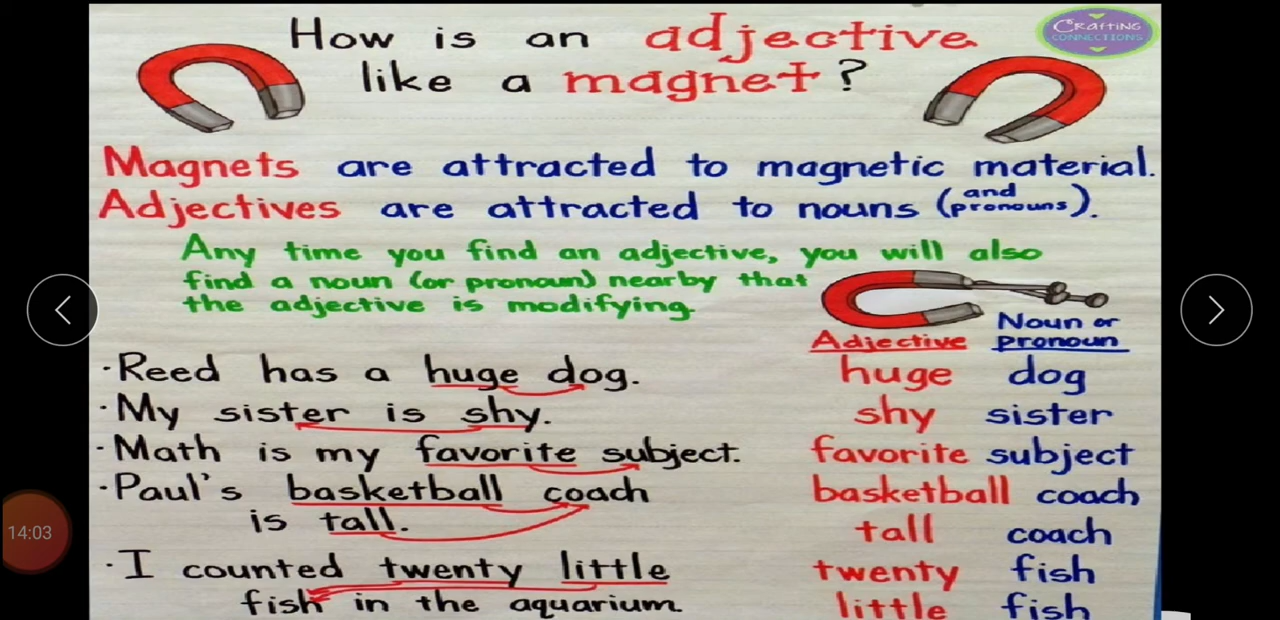 How is an adjective
like a magnet?
CRAFTING
CONNECTIONS
Magnets are attracted to magnetic material.
Adjectives are attracted to nouns (and pronouns).
Any time you find an adjective, you will also
find a noun (or pronoun) nearby that
the adjective is modifying.
Adjective Noun or Pronoun
·Reed has a huge dog. huge dog
·My sister is shy. shy sister
·Math is my favorite subject. favorite subject
·Paul's basketball coach basketball coach
is tall. tall coach
·I counted twenty little twenty fish
fish in the aquarium little fish
14:03